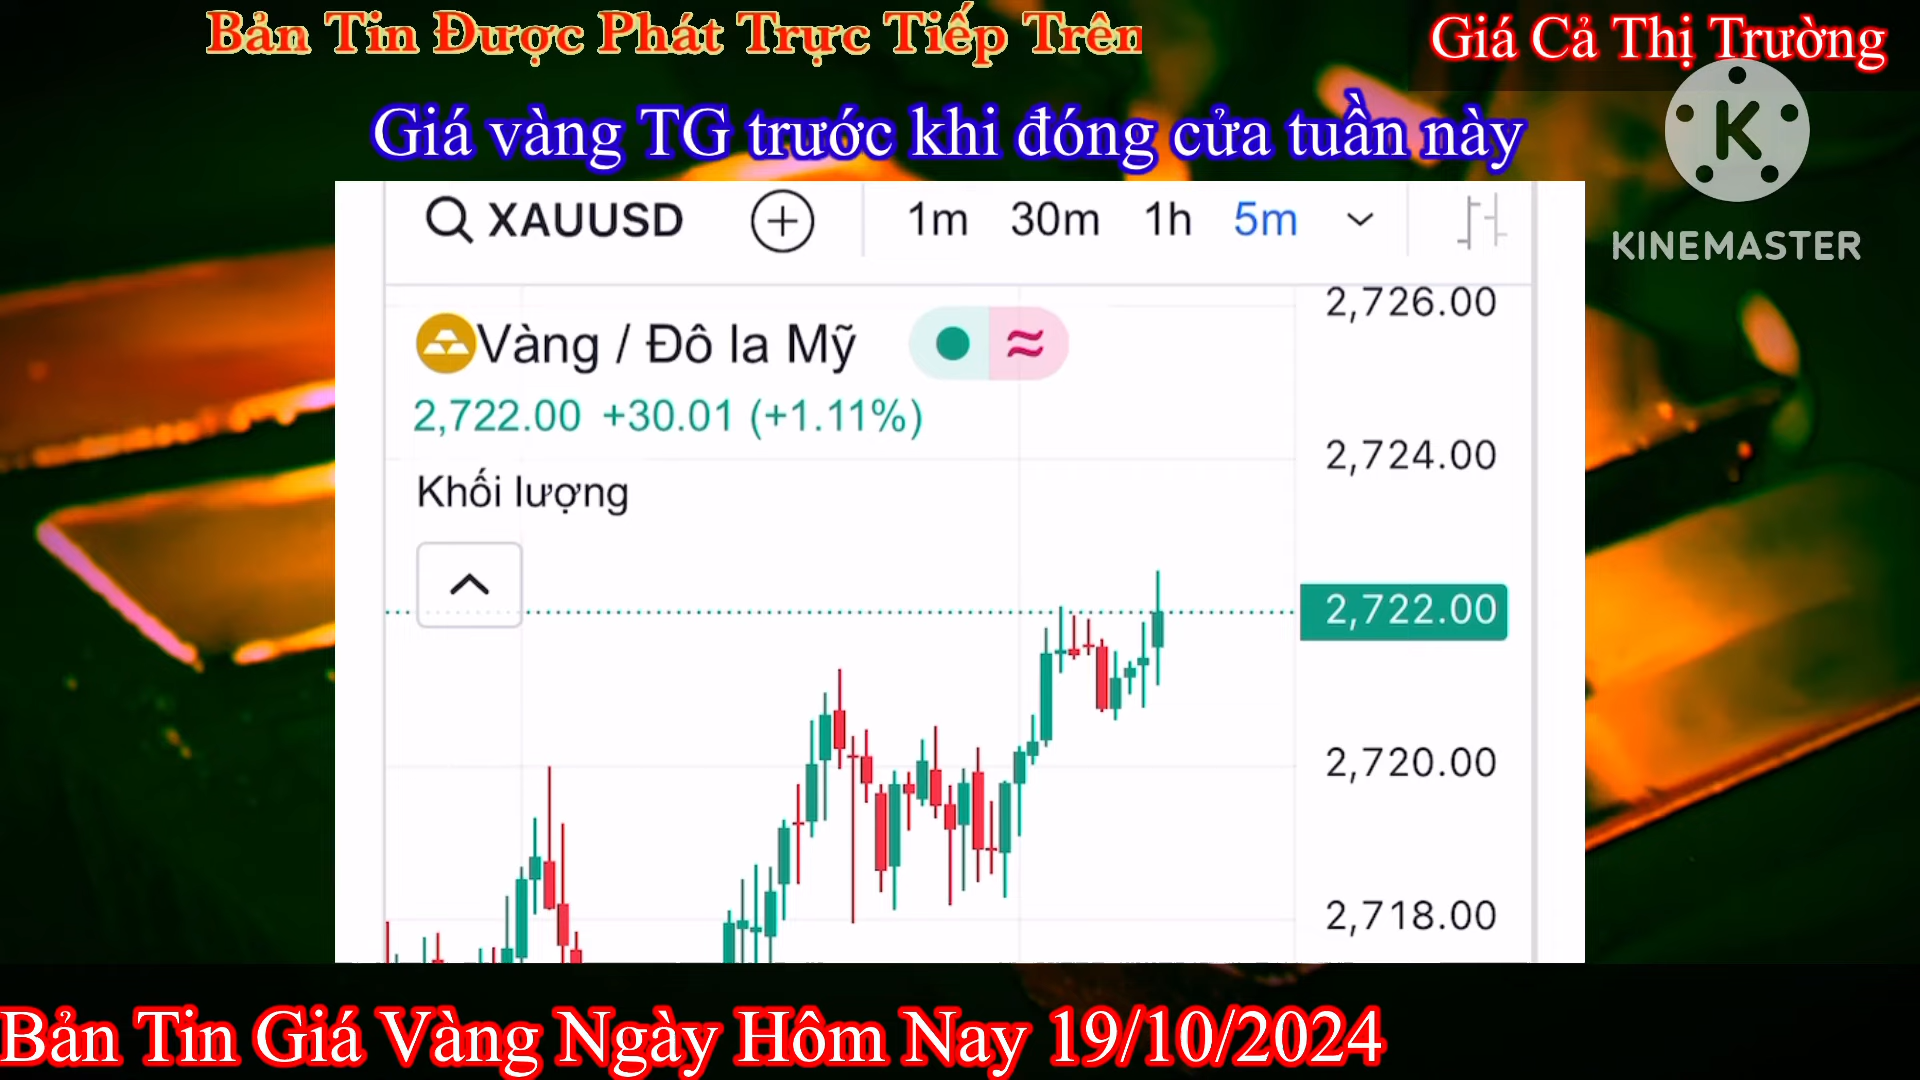 Bản Tin Được Phát Trực Tiếp Trên
Giá Cả Thị Trường
Giá vàng TG trước khi đóng cửa tuần này
K
KINEMASTER
XAUUSD 1m 30m 1h 5m
2,726.00
Vàng / Đô la Mỹ
2,722.00 +30.01 (+1.11%)
2,724.00
Khối lượng
2,722.00
2,720.00
2,718.00
Bản Tin Giá Vàng Ngày Hôm Nay 19/10/2024